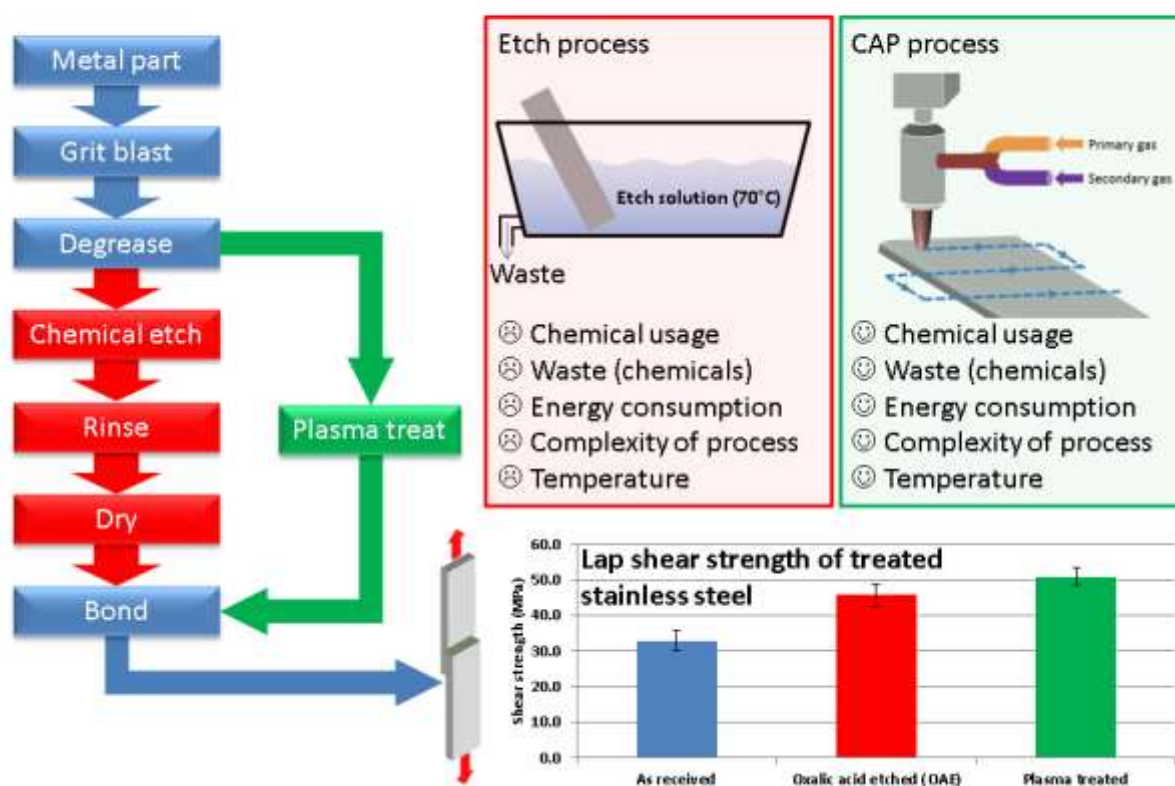 Metal part
Grit blast
Degrease
Chemical etch
Rinse
Dry
Bond
Plasma treat
Etch process
Etch solution (70°C)
Waste
☹ Chemical usage
☹ Waste (chemicals)
☹ Energy consumption
☹ Complexity of process
☹ Temperature
CAP process
Primary gas
Secondary gas
☺ Chemical usage
☺ Waste (chemicals)
☺ Energy consumption
☺ Complexity of process
☺ Temperature
Lap shear strength of treated
stainless steel
Shear strength (MPa)
60.0
50.0
40.0
30.0
20.0
10.0
0.0
As received
Oxalic acid etched (OAE)
Plasma treated